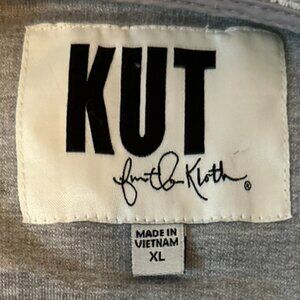 KUT
from the Kloth ®
MADE IN
VIETNAM
XL